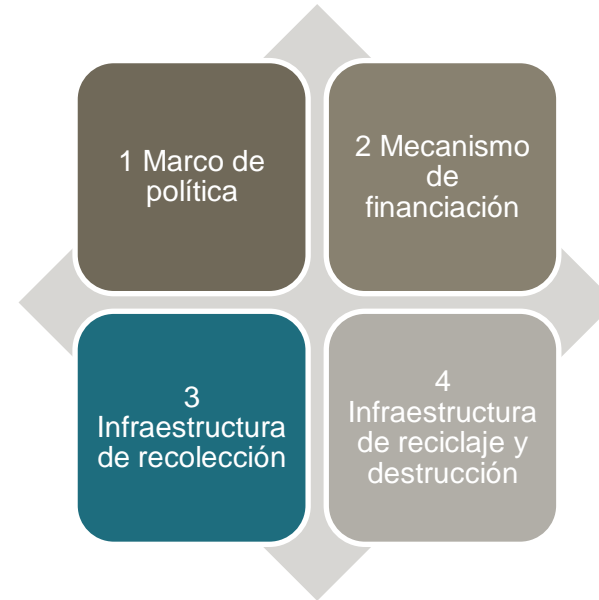 1 Marco de
política
2 Mecanismo
de
financiación
3
Infraestructura
de recolección
4
Infraestructura
de reciclaje y
destrucción